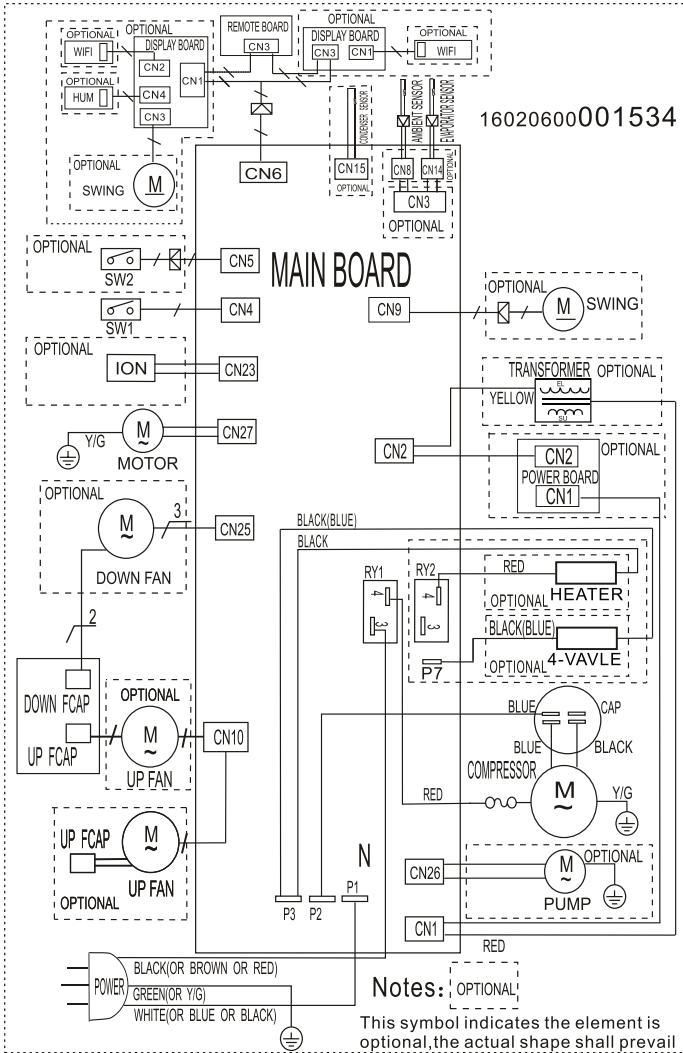 OPTIONAL
OPTIONAL
WIFI
OPTIONAL
HUM
DISPLAY BOARD
CN2
CN1
CN4
CN3
OPTIONAL
SWING
M
REMOTE BOARD
CN3
OPTIONAL
DISPLAY BOARD
CN3
CN1
OPTIONAL
WIFI
16020600001534
CN6
CONDENSER SENSOR
CN15
OPTIONAL
AMBIENT SENSOR
EVAPORATOR SENSOR
CN8
CN14
OPTIONAL
CN3
OPTIONAL
MAIN BOARD
OPTIONAL
SW2
CN5
SW1
CN4
OPTIONAL
ION
CN23
Y/G
M
~
MOTOR
CN27
OPTIONAL
M
~
DOWN FAN
3
CN25
2
DOWN FCAP
UP FCAP
OPTIONAL
M
~
UP FAN
CN10
UP FCAP
M
~
UP FAN
OPTIONAL
CN9
OPTIONAL
M
SWING
TRANSFORMER
OPTIONAL
YELLOW
EL
SU
CN2
CN2
POWER BOARD
CN1
OPTIONAL
BLACK(BLUE)
BLACK
RY1
4
3
RY2
4
3
RED
HEATER
OPTIONAL
BLACK(BLUE)
4-VAVLE
OPTIONAL
P7
BLUE
CAP
BLUE
BLACK
COMPRESSOR
RED
M
~
Y/G
N
P3
P2
P1
CN26
M
~
OPTIONAL
PUMP
CN1
RED
POWER
BLACK(OR BROWN OR RED)
GREEN(OR Y/G)
WHITE(OR BLUE OR BLACK)
Notes: OPTIONAL
This symbol indicates the element is
optional,the actual shape shall prevail